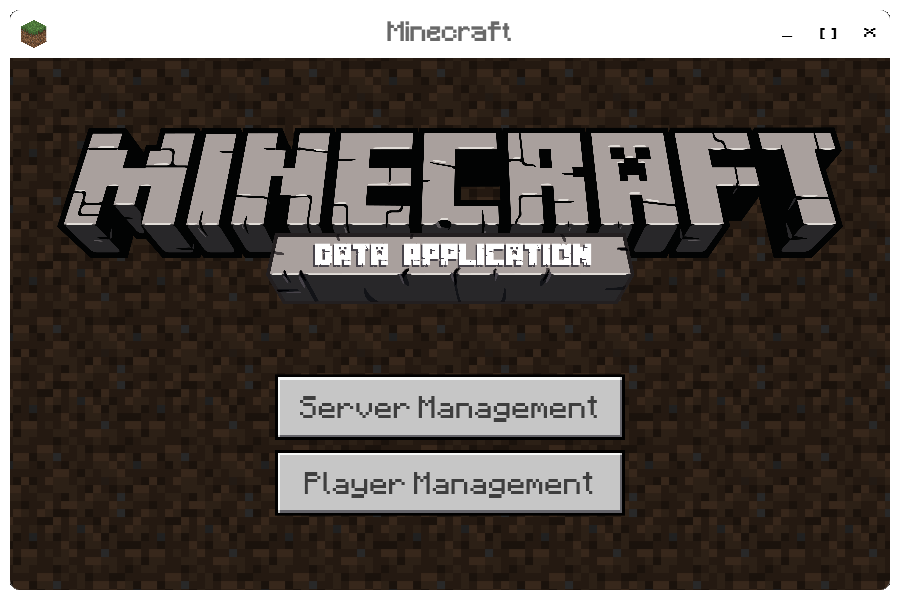 Minecraft
MINECRAFT
DATA APPLICATION
Server Management
Player Management